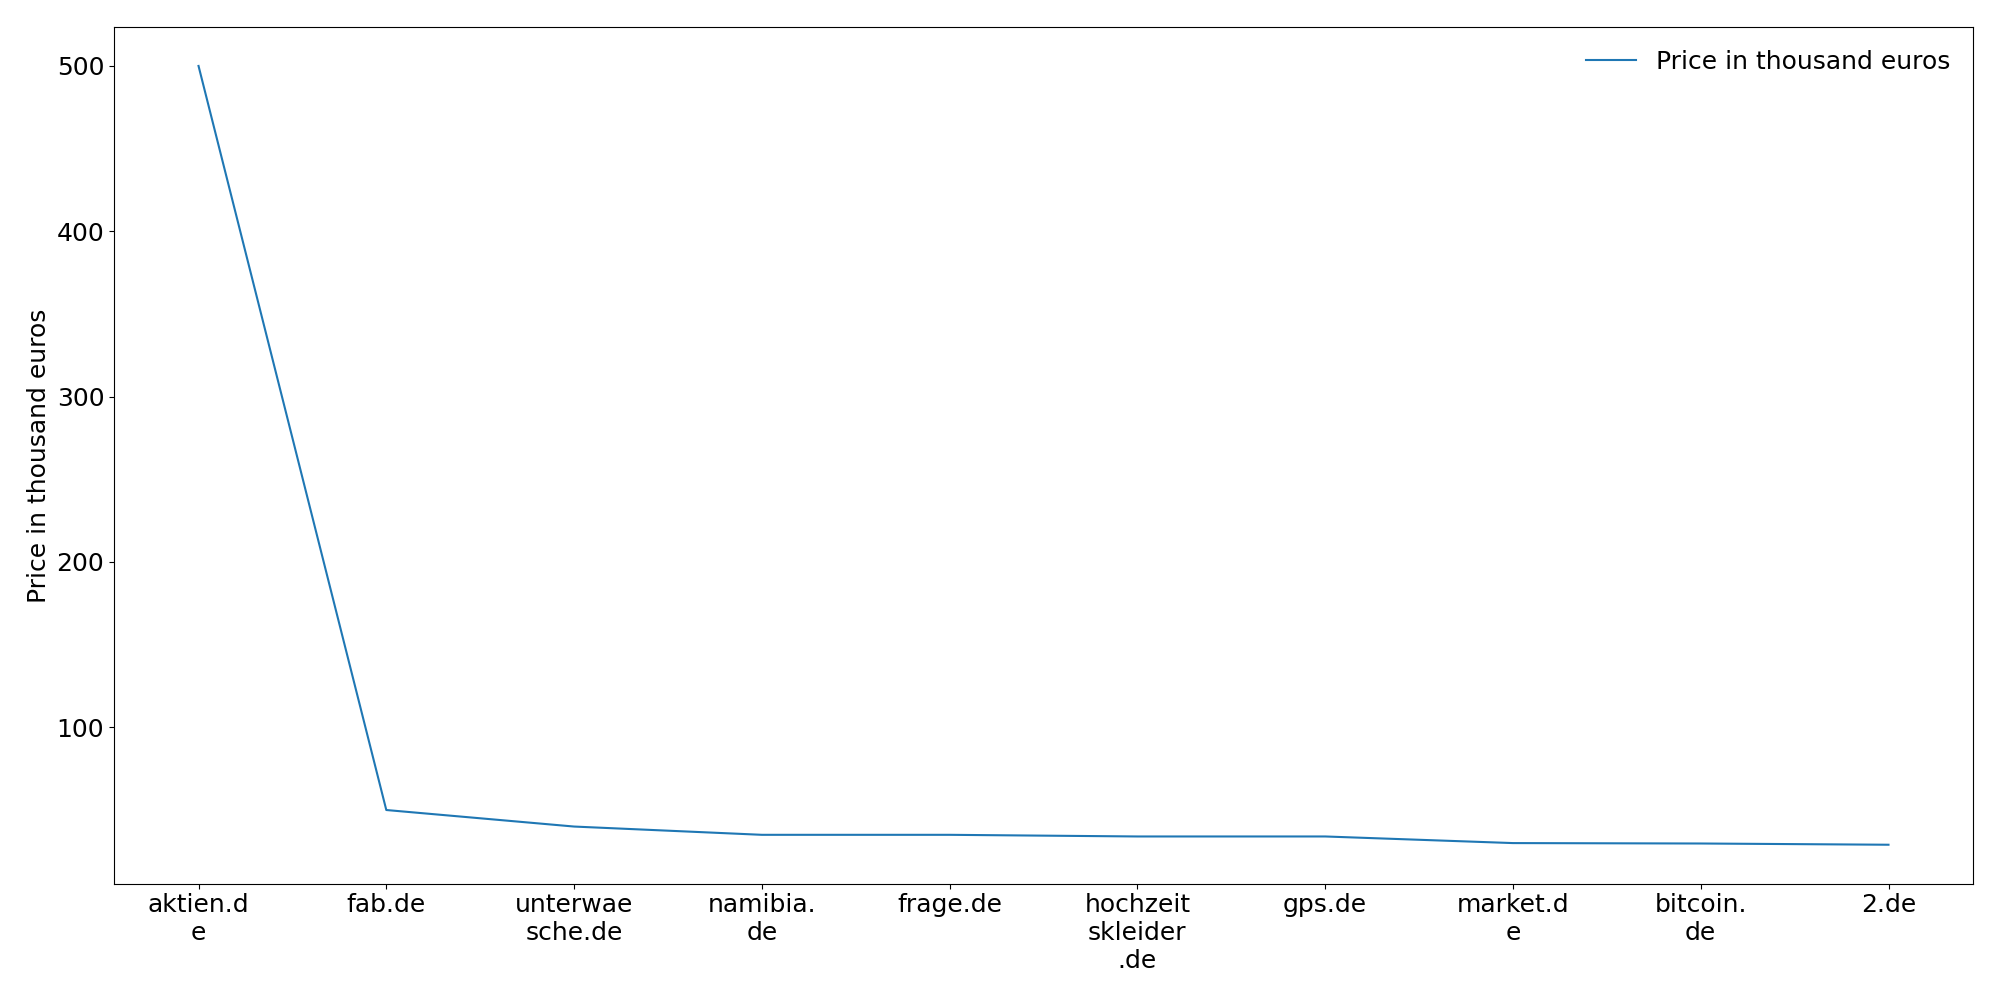 Price in thousand euros
500
400
300
200
100
Price in thousand euros
aktien.d
e
fab.de
unterwae
sche.de
namibia.
de
frage.de
hochzeit
skleider
.de
gps.de
market.d
e
bitcoin.
de
2.de